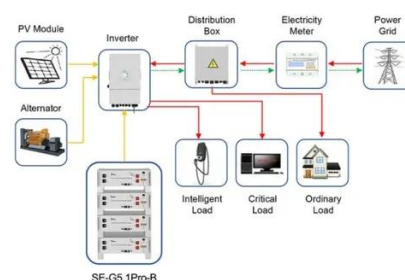 Distribution
Box
Electricity
Meter
Power
Grid
PV Module
Inverter
Alternator
Intelligent
Load
Critical
Load
Ordinary
Load
SE-G5.1Pro-B